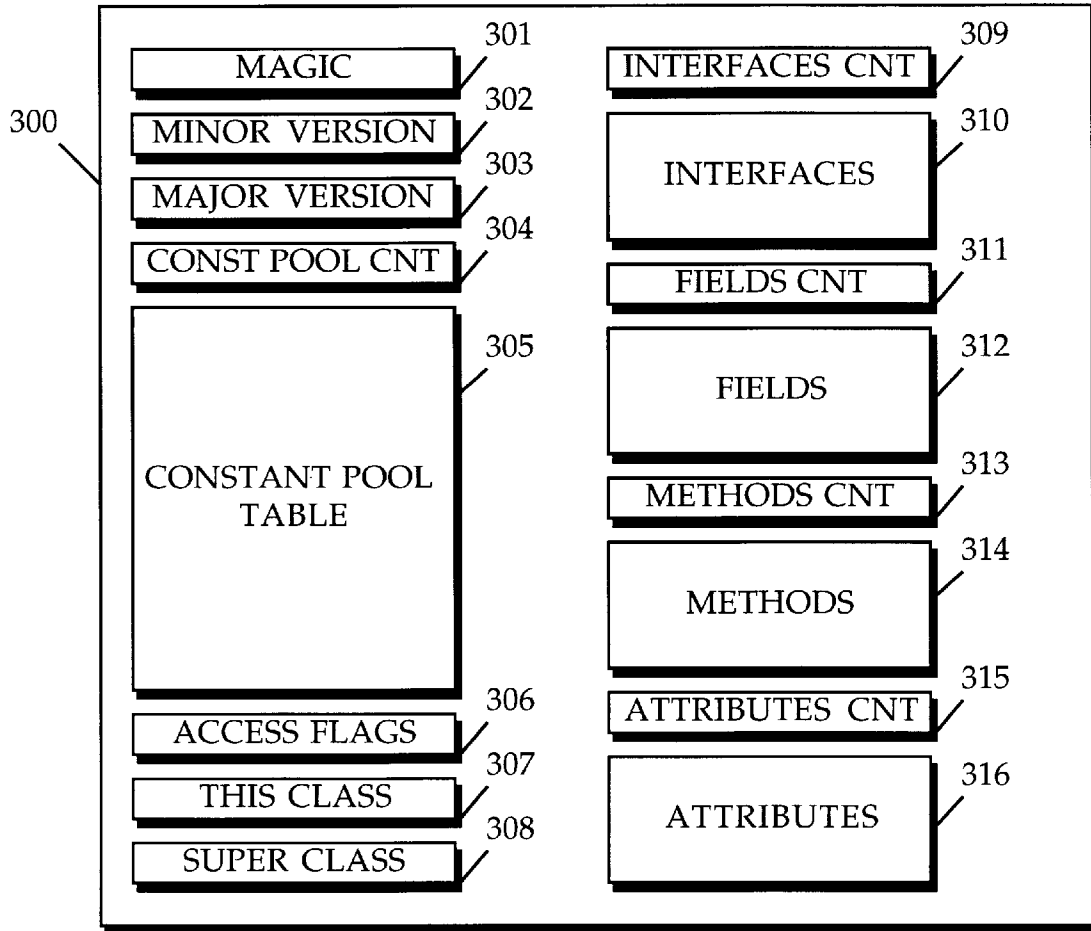 300
MAGIC
301
MINOR VERSION
302
MAJOR VERSION
303
CONST POOL CNT
304
CONSTANT POOL
TABLE
305
ACCESS FLAGS
306
THIS CLASS
307
SUPER CLASS
308
INTERFACES CNT
309
INTERFACES
310
FIELDS CNT
311
FIELDS
312
METHODS CNT
313
METHODS
314
ATTRIBUTES CNT
315
ATTRIBUTES
316